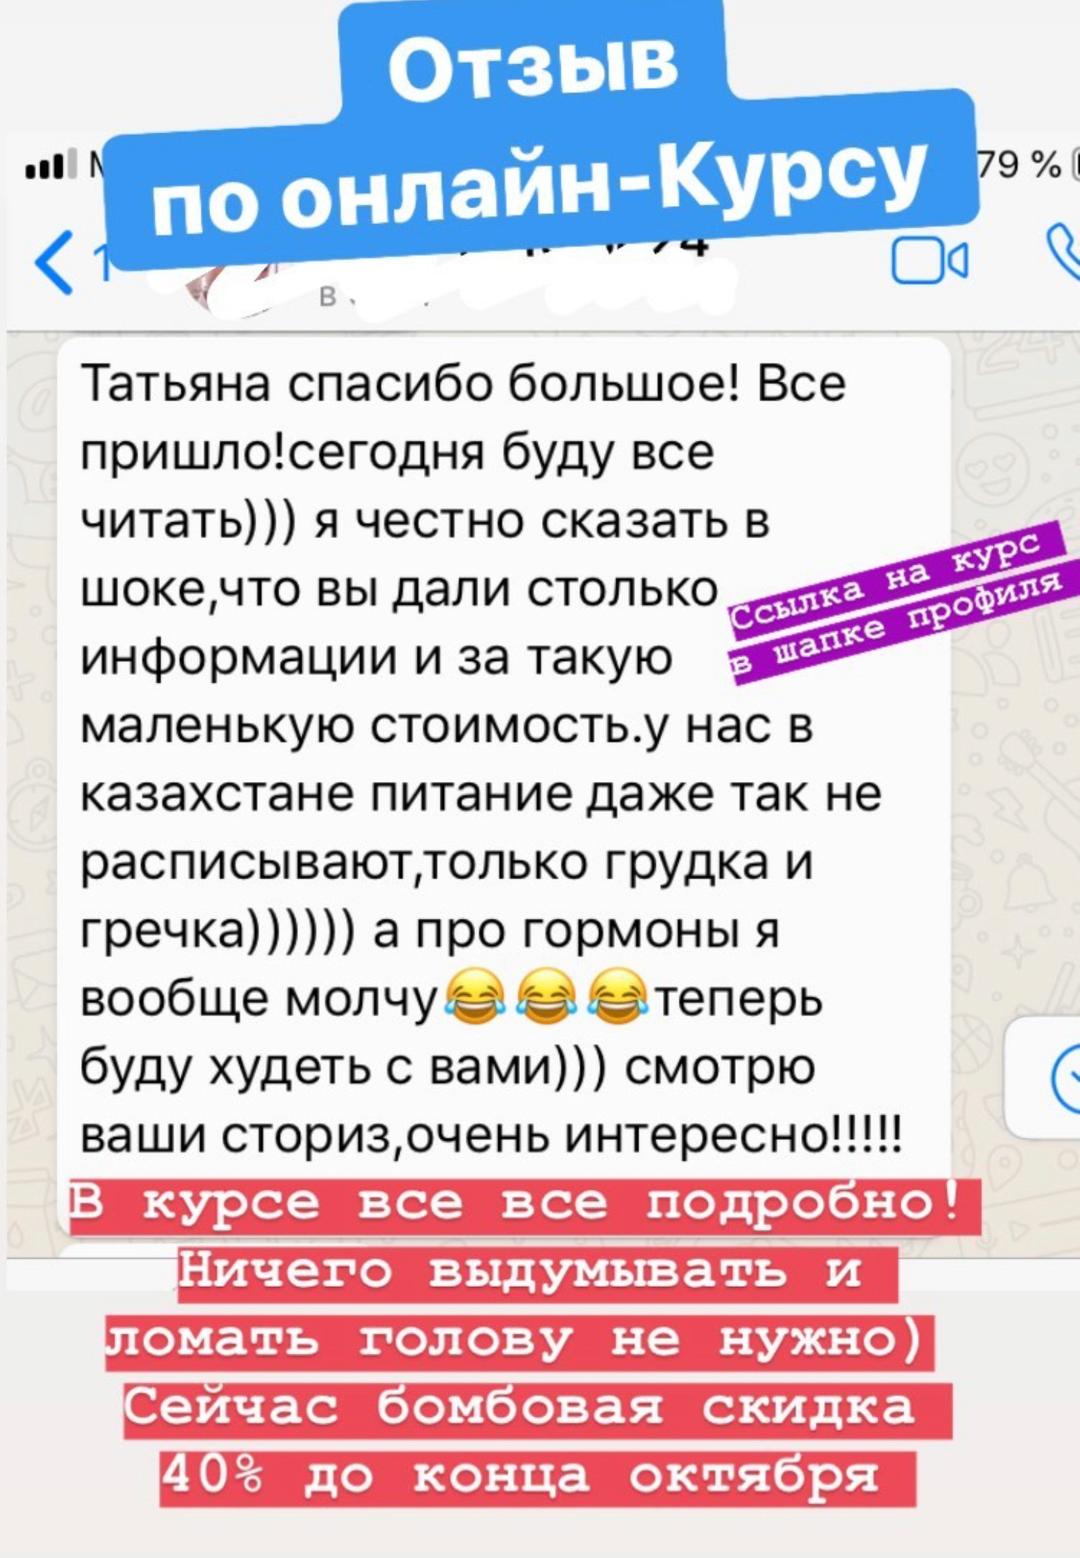 Отзыв
по онлайн-Курсу
79 %
Татьяна спасибо большое! Все
пришло!сегодня буду все
читать))) я честно сказать в
шоке,что вы дали столько
информации и за такую
маленькую стоимость.у нас в
казахстане питание даже так не
расписывают,только грудка и
гречка)))))) а про гормоны я
вообще молчу😂😂😂теперь
буду худеть с вами))) смотрю
ваши сториз,очень интересно!!!!!
Ссылка на курс
в шапке профиля
В курсе все все подробно!
Ничего выдумывать и
ломать голову не нужно)
Сейчас бомбовая скидка
40% до конца октября